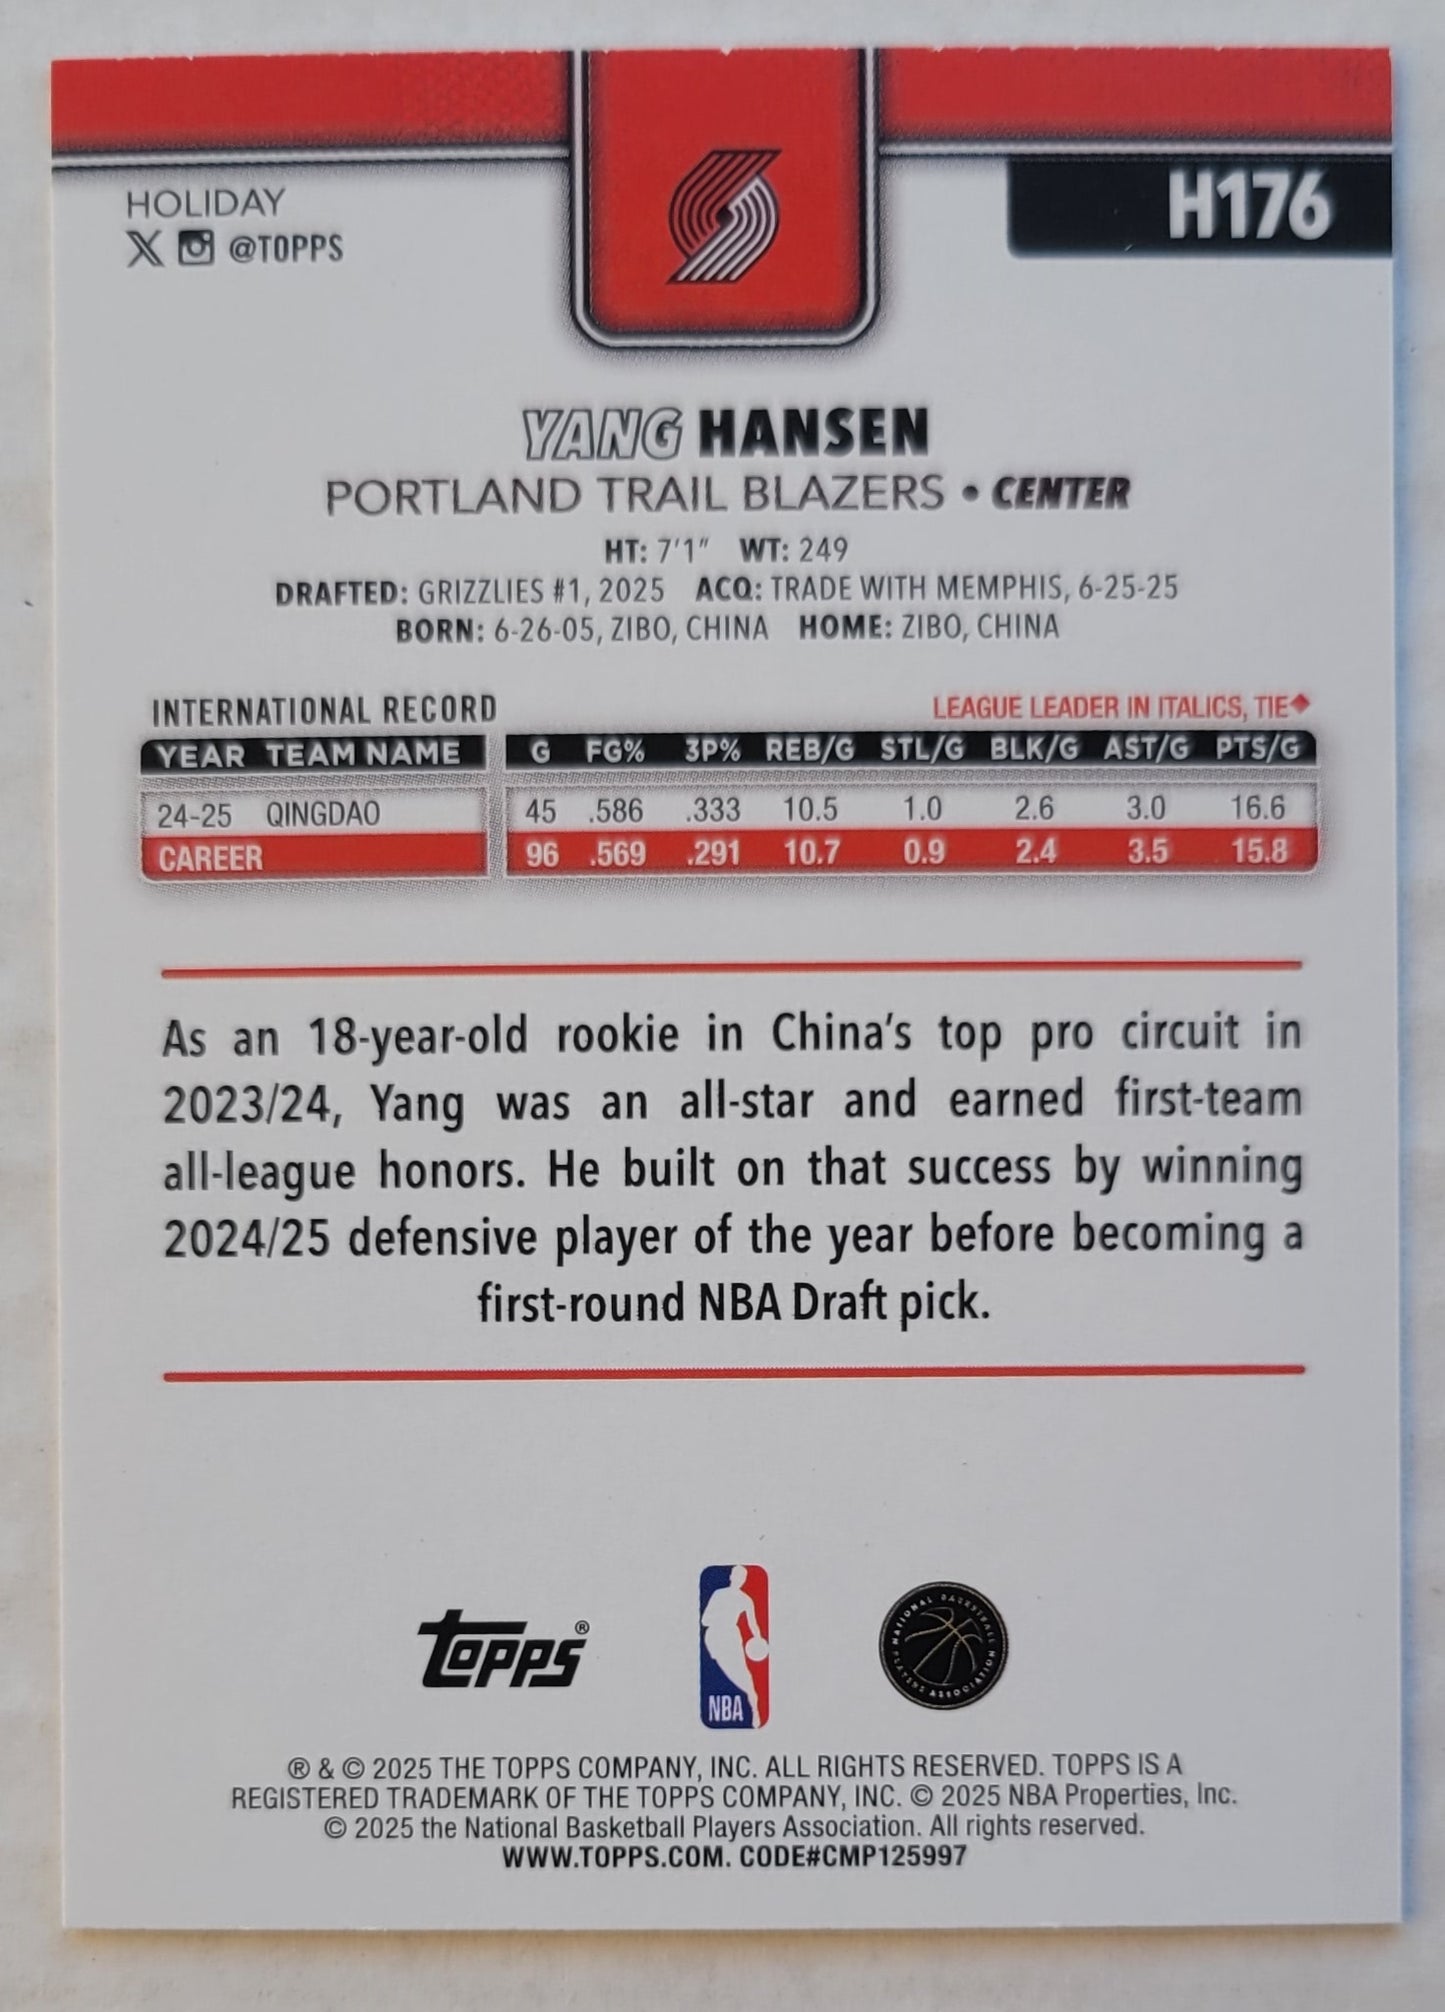 HOLIDAY
H176
X @TOPPS
YANG HANSEN
PORTLAND TRAIL BLAZERS • CENTER
HT: 7'1" WT: 249
DRAFTED: GRIZZLIES #1, 2025 ACQ: TRADE WITH MEMPHIS, 6-25-25
BORN: 6-26-05, ZIBO, CHINA HOME: ZIBO, CHINA
INTERNATIONAL RECORD LEAGUE LEADER IN ITALICS, TIE♦
YEAR TEAM NAME G FG% 3P% REB/G STL/G BLK/G AST/G PTS/G
24-25 QINGDAO 45 .586 .333 10.5 1.0 2.6 3.0 16.6
CAREER 96 .569 .291 10.7 0.9 2.4 3.5 15.8
As an 18-year-old rookie in China's top pro circuit in
2023/24, Yang was an all-star and earned first-team
all-league honors. He built on that success by winning
2024/25 defensive player of the year before becoming a
first-round NBA Draft pick.
Topps®
NBA
NATIONAL BASKETBALL PLAYERS ASSOCIATION
® & © 2025 THE TOPPS COMPANY, INC. ALL RIGHTS RESERVED. TOPPS IS A
REGISTERED TRADEMARK OF THE TOPPS COMPANY, INC. © 2025 NBA Properties, Inc.
© 2025 the National Basketball Players Association. All rights reserved.
WWW.TOPPS.COM. CODE#CMP125997